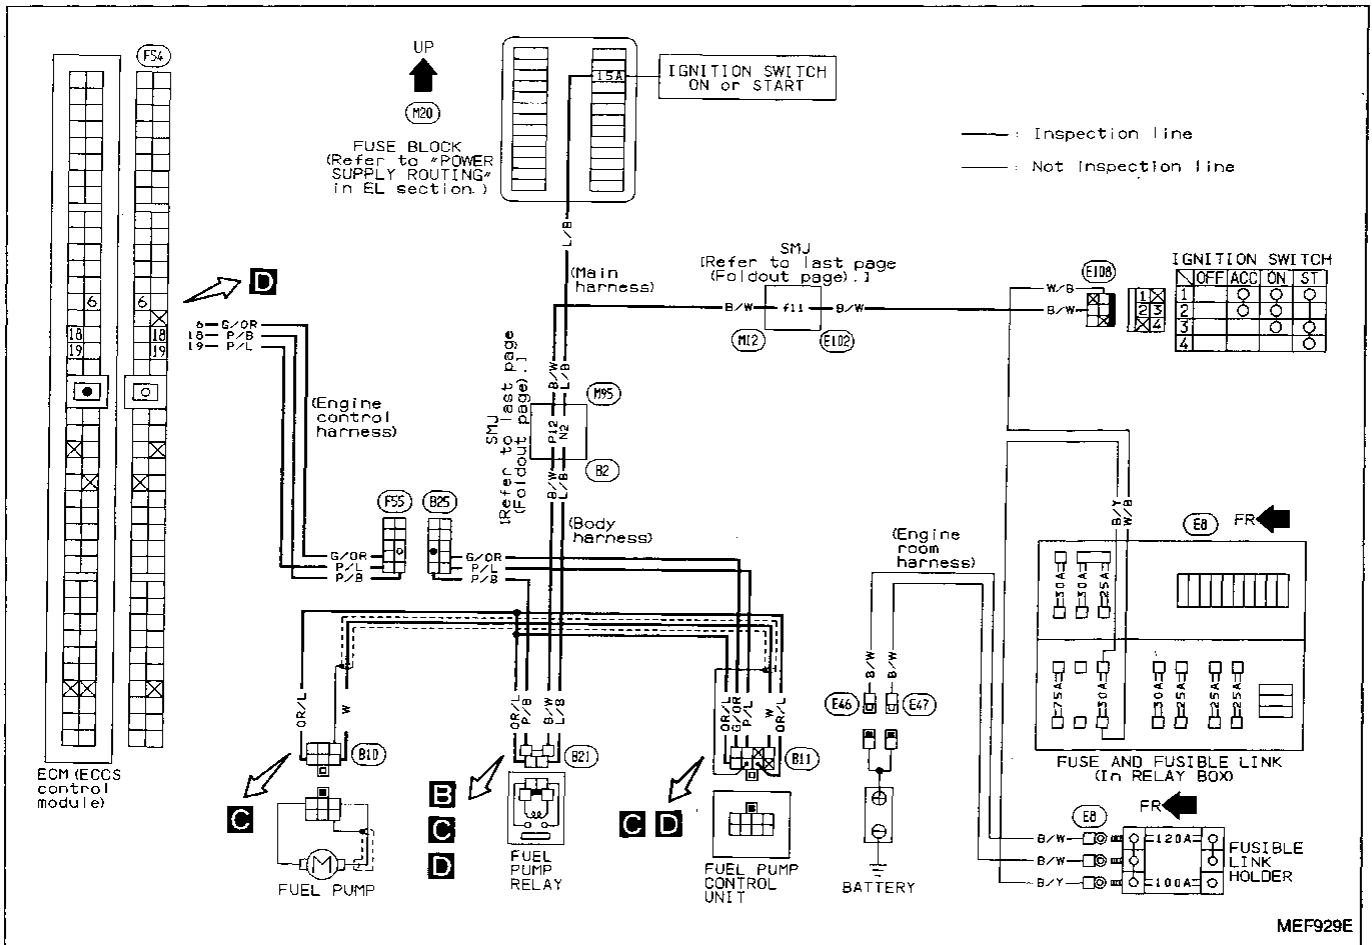 F54
UP
M20
FUSE BLOCK
(Refer to "POWER
SUPPLY ROUTING"
in EL section.)
15A
IGNITION SWITCH
ON or START
: Inspection line
: Not inspection line
L/B
(Main
harness)
SMJ
[Refer to last page
(Foldout page).]
B/W
f11
B/W
M12
E102
E108
W/B
B/W
1
2 3
4
IGNITION SWITCH
OFF ACC ON ST
1
2
3
4
D
6
6
18
19
18
19
6 G/OR
18 P/B
19 P/L
(Engine
control
harness)
SMJ
[Refer to last page
(Foldout page).]
B/W
L/B
M95
P12
N2
B2
B/W
L/B
(Body
harness)
F55
B25
G/OR
P/L
P/B
G/OR
P/L
P/B
(Engine
room
harness)
B/Y
W/B
E8
FR
30A
30A
25A
75A
30A
30A
25A
25A
25A
FUSE AND FUSIBLE LINK
(In RELAY BOX)
OR/L
W
B10
C
OR/L
P/B
B/W
L/B
B21
B
C
D
OR/L
G/OR
P/L
W
OR/L
B11
C D
B/W
B/W
E46
E47
ECM (ECCS
control
module)
M
FUEL PUMP
FUEL
PUMP
RELAY
FUEL PUMP
CONTROL
UNIT
BATTERY
FR
E8
B/W
B/W
B/Y
120A
100A
FUSIBLE
LINK
HOLDER
MEF929E